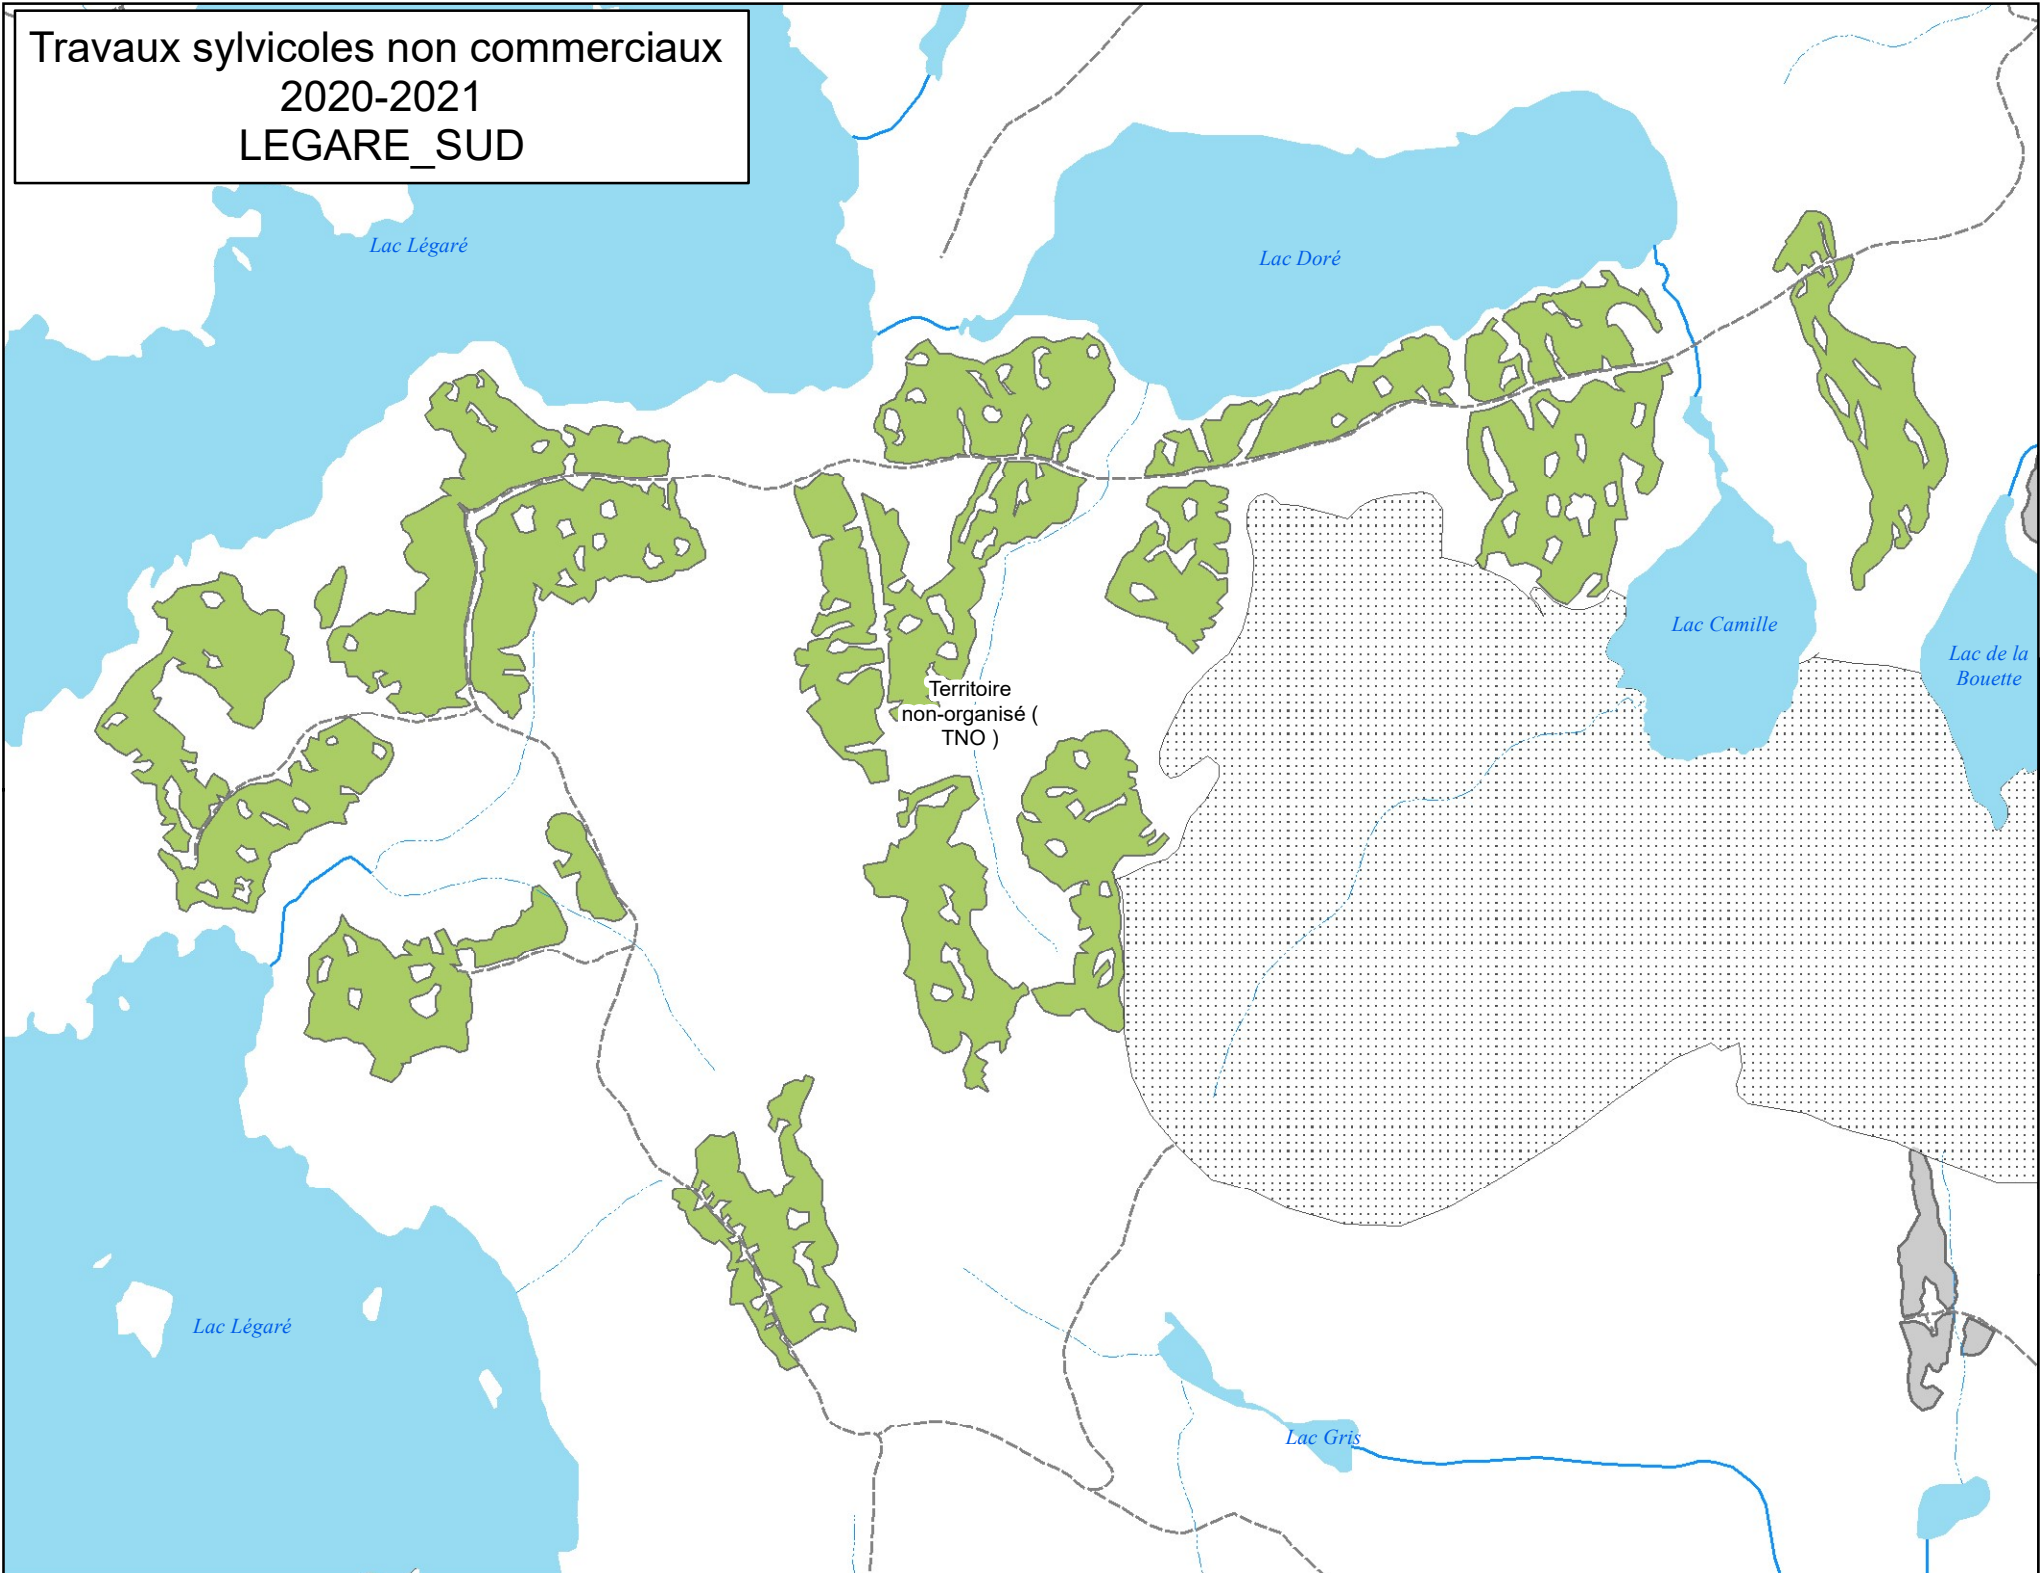 Travaux sylvicoles non commerciaux
2020-2021
LEGARE_SUD
Lac Légaré
Lac Doré
Lac Camille
Lac de la
Bouette
Territoire
non-organisé (
TNO )
Lac Légaré
Lac Gris